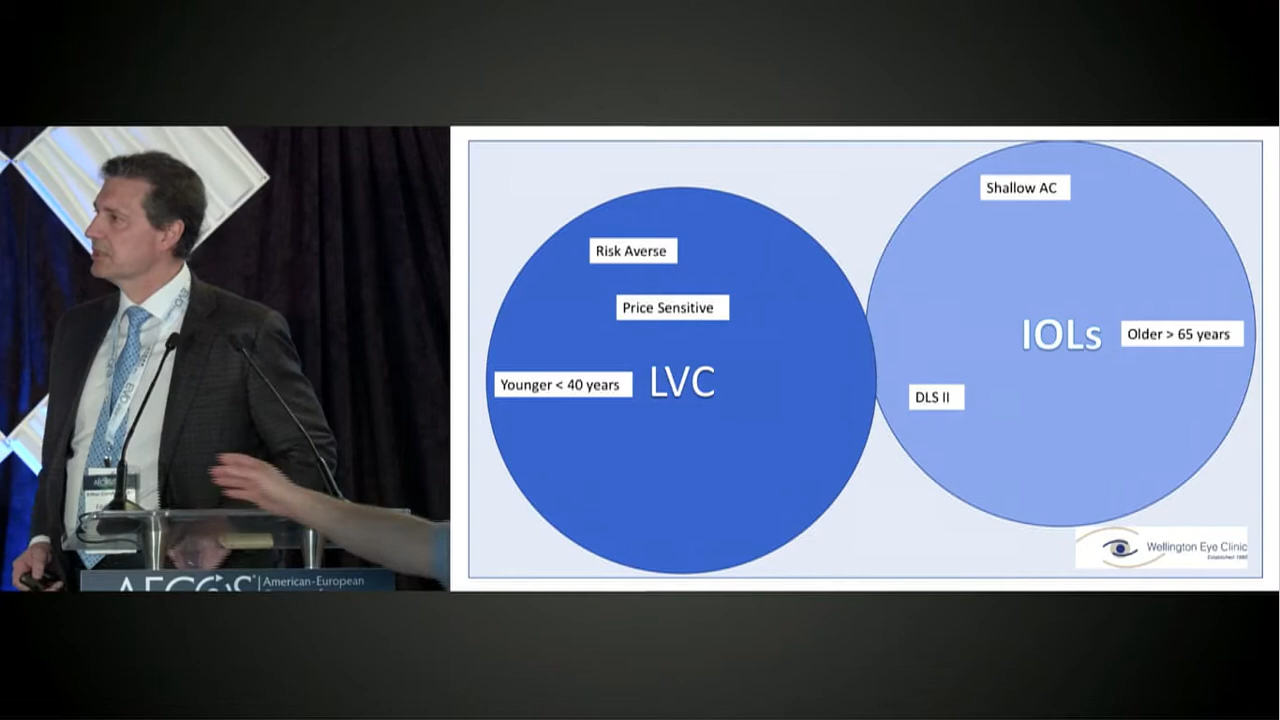 Shallow AC
Risk Averse
Price Sensitive
IOLs
Older > 65 years
Younger < 40 years
LVC
DLS II
Wellington Eye Clinic
EVO
AECOS
American-European